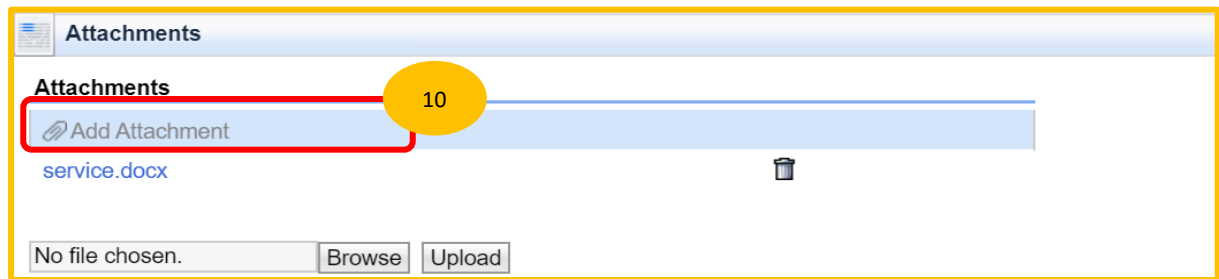 Attachments
Attachments
10
Add Attachment
service.docx
No file chosen. Browse Upload